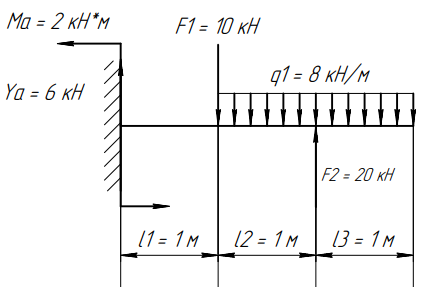 Ma = 2 кН*м
F1 = 10 кН
q1 = 8 кН/м
Ya = 6 кН
F2 = 20 кН
l1 = 1 м
l2 = 1 м
l3 = 1 м